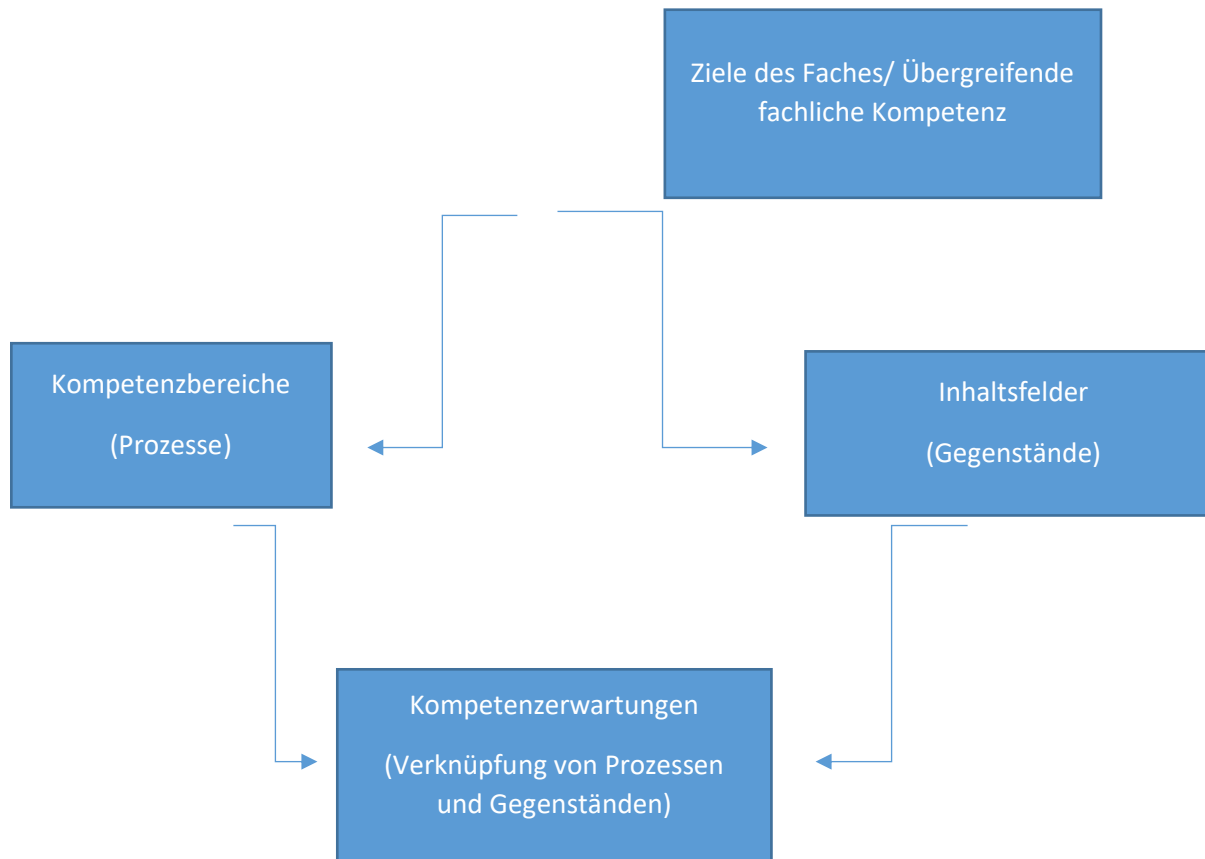 Ziele des Faches/ Übergreifende
fachliche Kompetenz
Kompetenzbereiche
(Prozesse)
Inhaltsfelder
(Gegenstände)
Kompetenzerwartungen
(Verknüpfung von Prozessen
und Gegenständen)